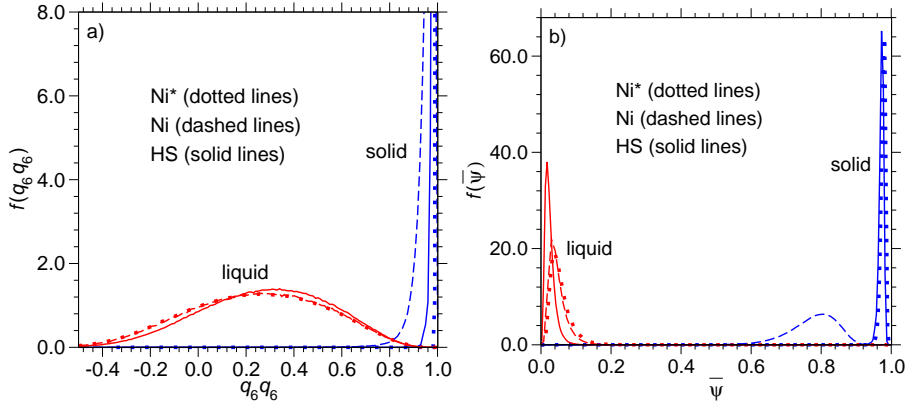 a)
Ni* (dotted lines)
Ni (dashed lines)
HS (solid lines)
solid
liquid
f(q₆q₆)
8.0
6.0
4.0
2.0
0.0
-0.4 -0.2 0.0 0.2 0.4 0.6 0.8 1.0
q₆q₆
b)
Ni* (dotted lines)
Ni (dashed lines)
HS (solid lines)
solid
liquid
f(ψ̅)
60.0
40.0
20.0
0.0
0.0 0.2 0.4 0.6 0.8 1.0
ψ̅